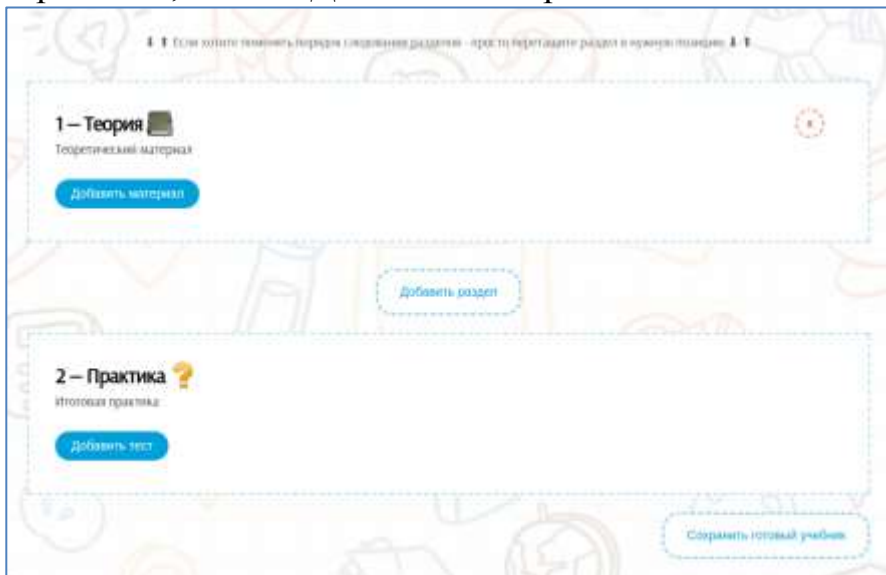 ⬇ ⬆ Если хотите поменять порядок следования разделов - просто перетащите раздел в нужную позицию ⬇ ⬆
1 – Теория
x
Теоретический материал
Добавить материал
Добавить раздел
2 – Практика
Итоговая практика
Добавить тест
Сохранить готовый учебник